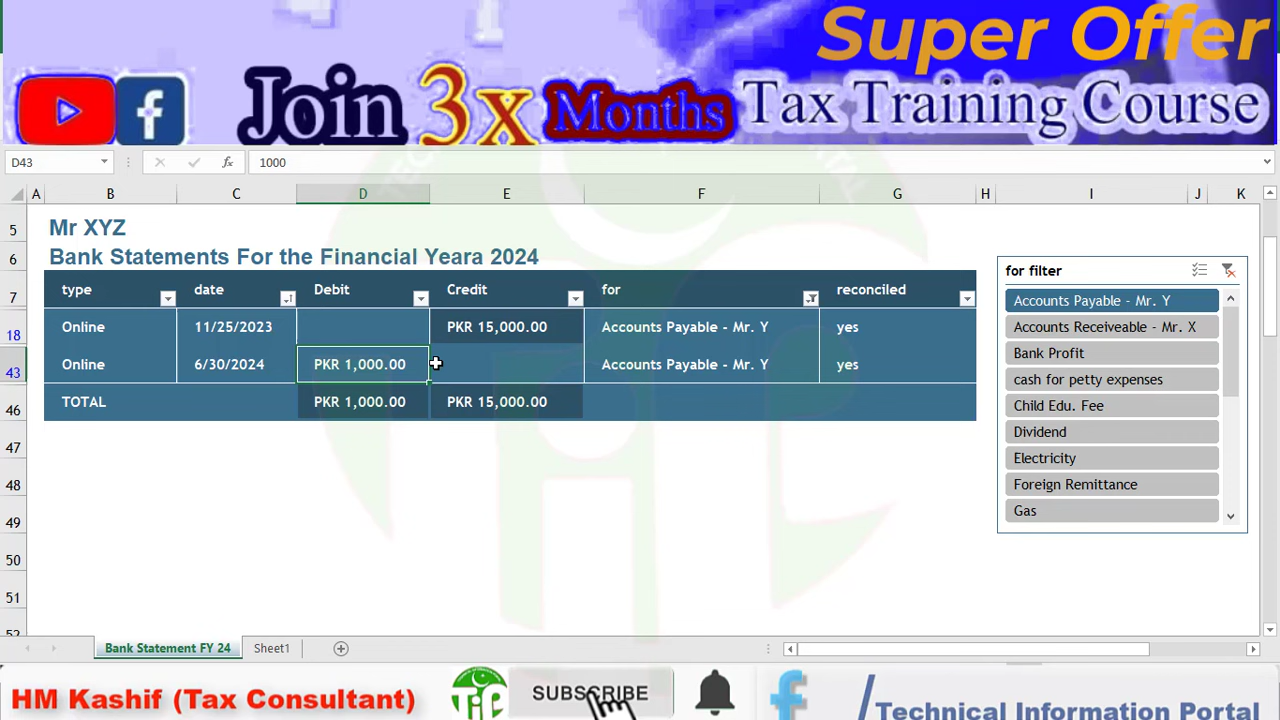 Super Offer
Join 3x Months Tax Training Course
D43
fx
1000
A B C D E F G H I J K
5 Mr XYZ
6 Bank Statements For the Financial Yeara 2024
7 type date Debit Credit for reconciled
18 Online 11/25/2023 PKR 15,000.00 Accounts Payable - Mr. Y yes
43 Online 6/30/2024 PKR 1,000.00 Accounts Payable - Mr. Y yes
46 TOTAL PKR 1,000.00 PKR 15,000.00
47
48
49
50
51
52
for filter
Accounts Payable - Mr. Y
Accounts Receiveable - Mr. X
Bank Profit
cash for petty expenses
Child Edu. Fee
Dividend
Electricity
Foreign Remittance
Gas
Bank Statement FY 24 Sheet1
HM Kashif (Tax Consultant)
TIP
SUBSCRIBE
/Technical Information Portal